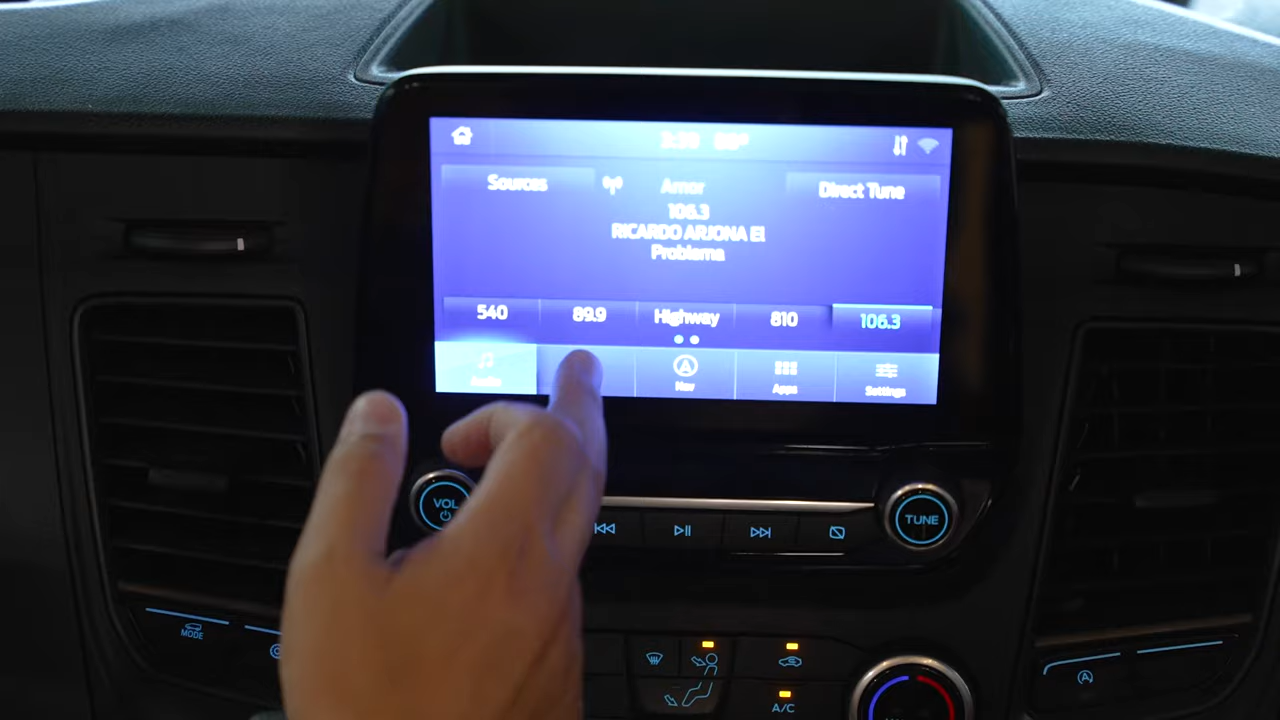 Sources
Amor
Direct Tune
106.3
RICARDO ARJONA El
Problema
540
89.9
Highway
810
106.3
Audio
Nav
Apps
Settings
VOL
TUNE
MODE
A/C